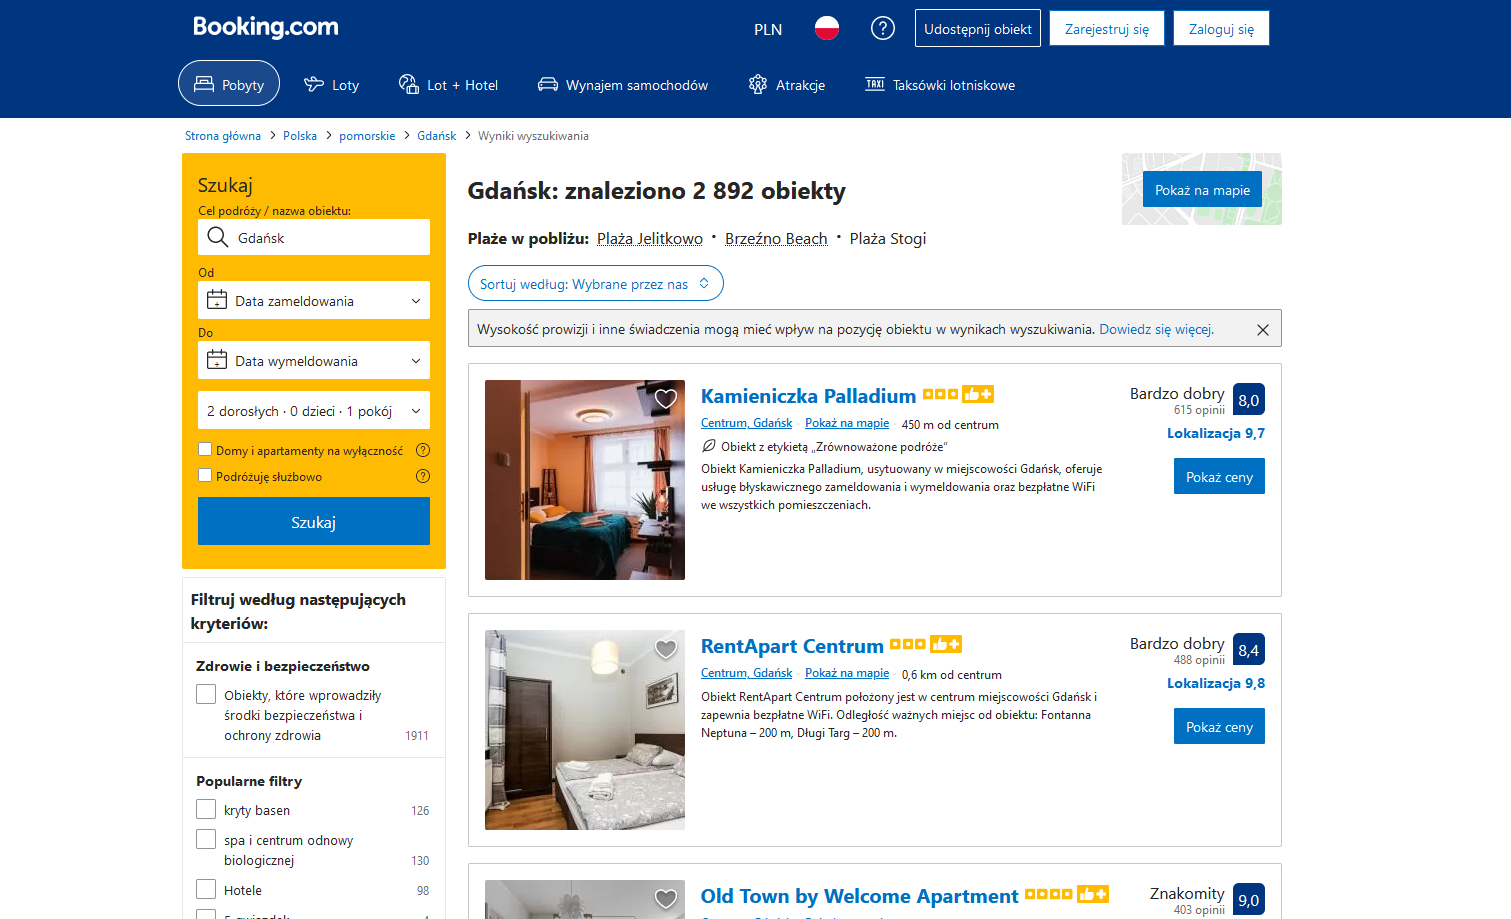 Booking.com
PLN
Udostępnij obiekt
Zarejestruj się
Zaloguj się
Pobyty
Loty
Lot + Hotel
Wynajem samochodów
Atrakcje
TAXI
Taksówki lotniskowe
Strona główna
Polska
pomorskie
Gdańsk
Wyniki wyszukiwania
Szukaj
Cel podróży / nazwa obiektu:
Gdańsk
Od
Data zameldowania
Do
Data wymeldowania
2 dorosłych · 0 dzieci · 1 pokój
Domy i apartamenty na wyłączność
Podróżuję służbowo
Szukaj
Filtruj według następujących
kryteriów:
Zdrowie i bezpieczeństwo
Obiekty, które wprowadziły
środki bezpieczeństwa i
ochrony zdrowia 1911
Popularne filtry
kryty basen 126
spa i centrum odnowy
biologicznej 130
Hotele 98
Gdańsk: znaleziono 2 892 obiekty
Pokaż na mapie
Plaże w pobliżu: Plaża Jelitkowo • Brzeźno Beach • Plaża Stogi
Sortuj według: Wybrane przez nas
Wysokość prowizji i inne świadczenia mogą mieć wpływ na pozycję obiektu w wynikach wyszukiwania. Dowiedz się więcej.
Kamieniczka Palladium
Centrum, Gdańsk · Pokaż na mapie · 450 m od centrum
Obiekt z etykietą „Zrównoważone podróże”
Obiekt Kamieniczka Palladium, usytuowany w miejscowości Gdańsk, oferuje
usługę błyskawicznego zameldowania i wymeldowania oraz bezpłatne WiFi
we wszystkich pomieszczeniach.
Bardzo dobry 8,0
615 opinii
Lokalizacja 9,7
Pokaż ceny
RentApart Centrum
Centrum, Gdańsk · Pokaż na mapie · 0,6 km od centrum
Obiekt RentApart Centrum położony jest w centrum miejscowości Gdańsk i
zapewnia bezpłatne WiFi. Odległość ważnych miejsc od obiektu: Fontanna
Neptuna – 200 m, Długi Targ – 200 m.
Bardzo dobry 8,4
488 opinii
Lokalizacja 9,8
Pokaż ceny
Old Town by Welcome Apartment
Znakomity 9,0
403 opinii